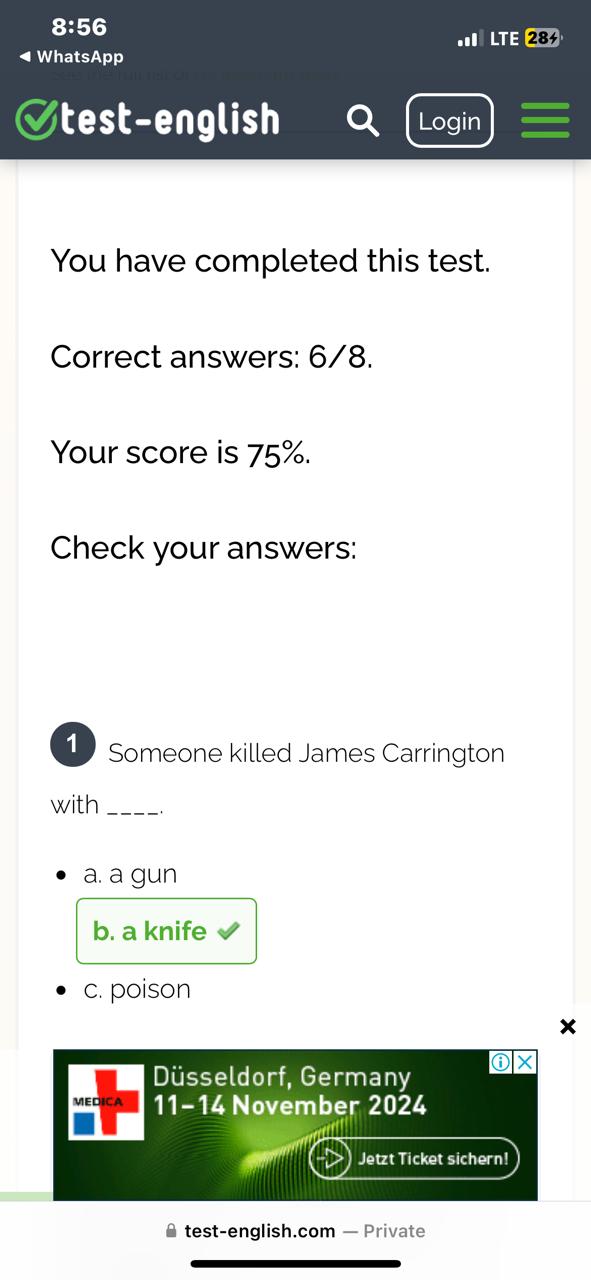 8:56
LTE 28
◀ WhatsApp
test-english
Login
You have completed this test.
Correct answers: 6/8.
Your score is 75%.
Check your answers:
1 Someone killed James Carrington
with ____.
a. a gun
b. a knife
c. poison
MEDICA
Düsseldorf, Germany
11–14 November 2024
Jetzt Ticket sichern!
test-english.com — Private